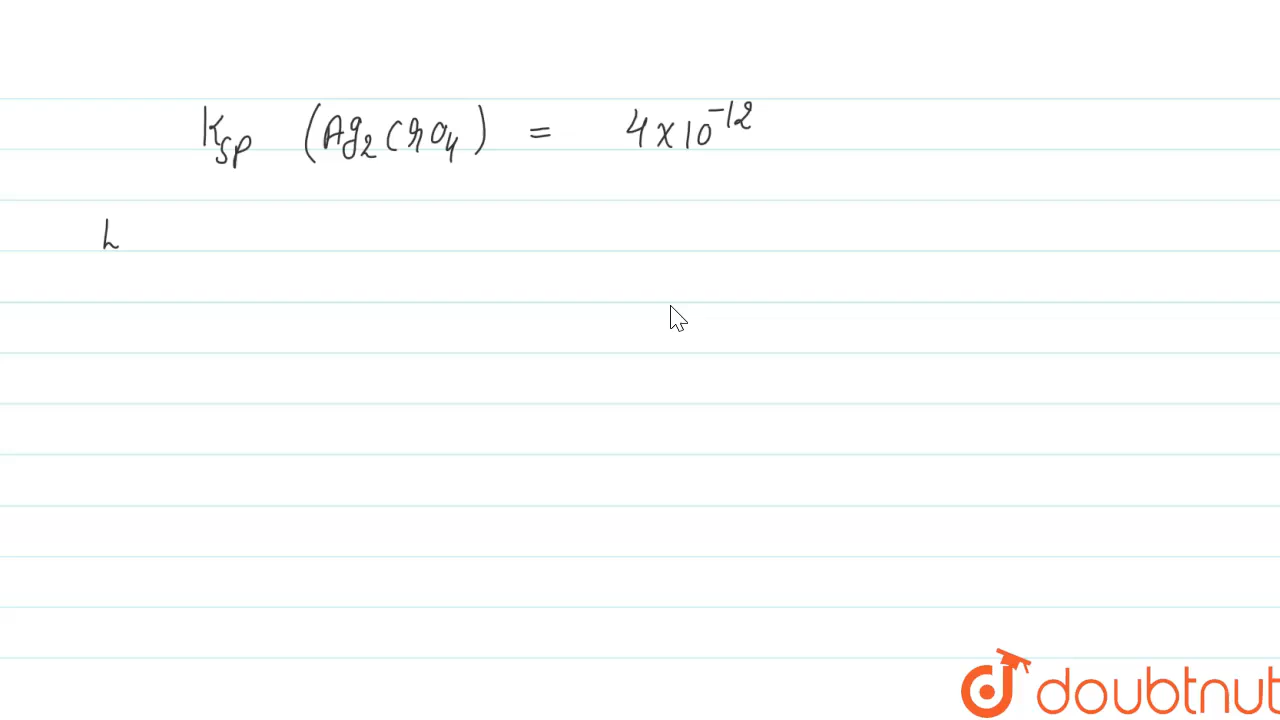 Ksp (Ag2CrO4) = 4 x 10^-12
doubtnut